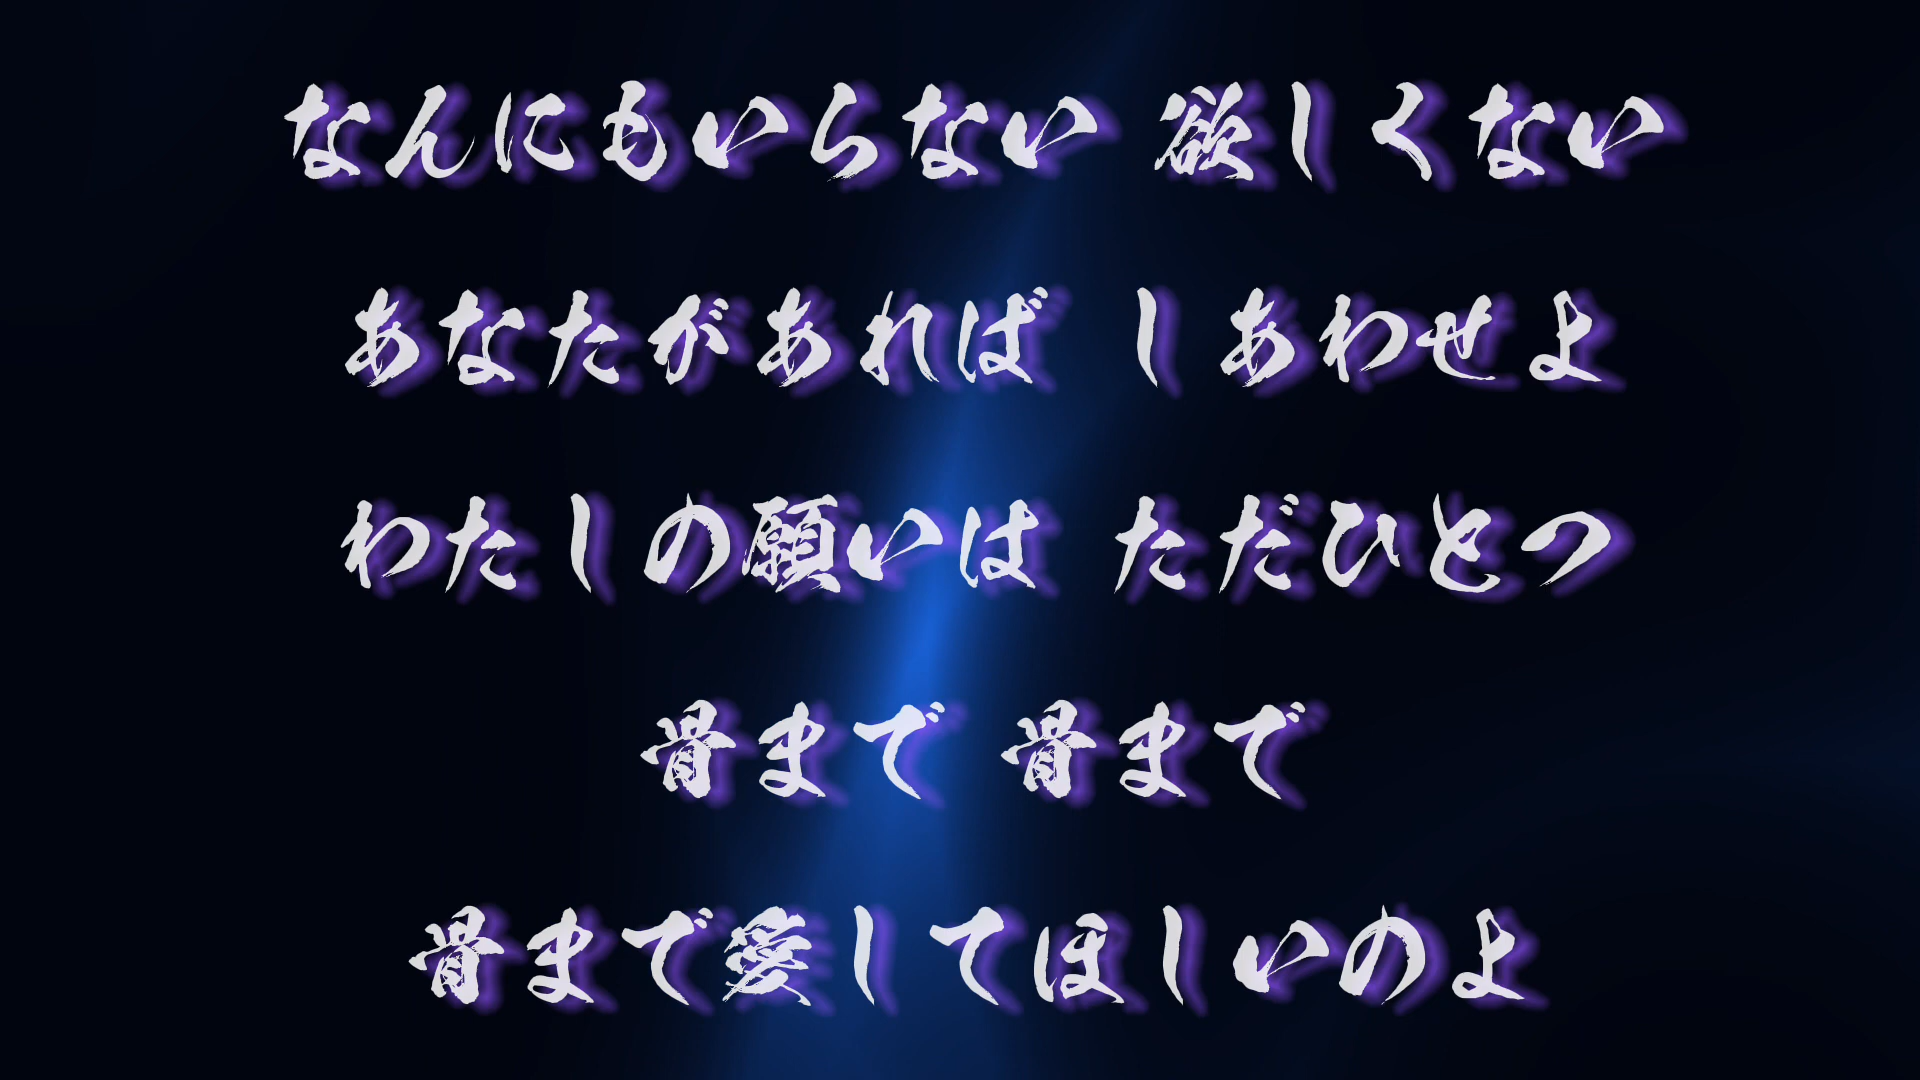 なんにもいらない 欲しくない
あなたがあれば しあわせよ
わたしの願いは ただひとつ
骨まで 骨まで
骨まで愛してほしいのよ